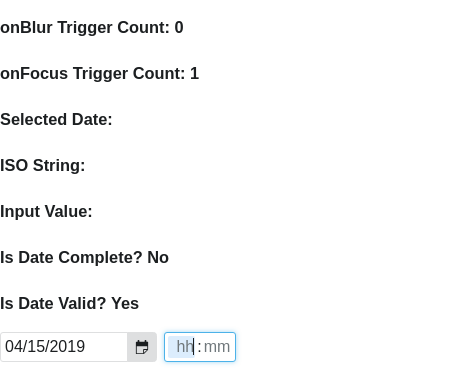 onBlur Trigger Count: 0
onFocus Trigger Count: 1
Selected Date:
ISO String:
Input Value:
Is Date Complete? No
Is Date Valid? Yes
04/15/2019 hh:mm